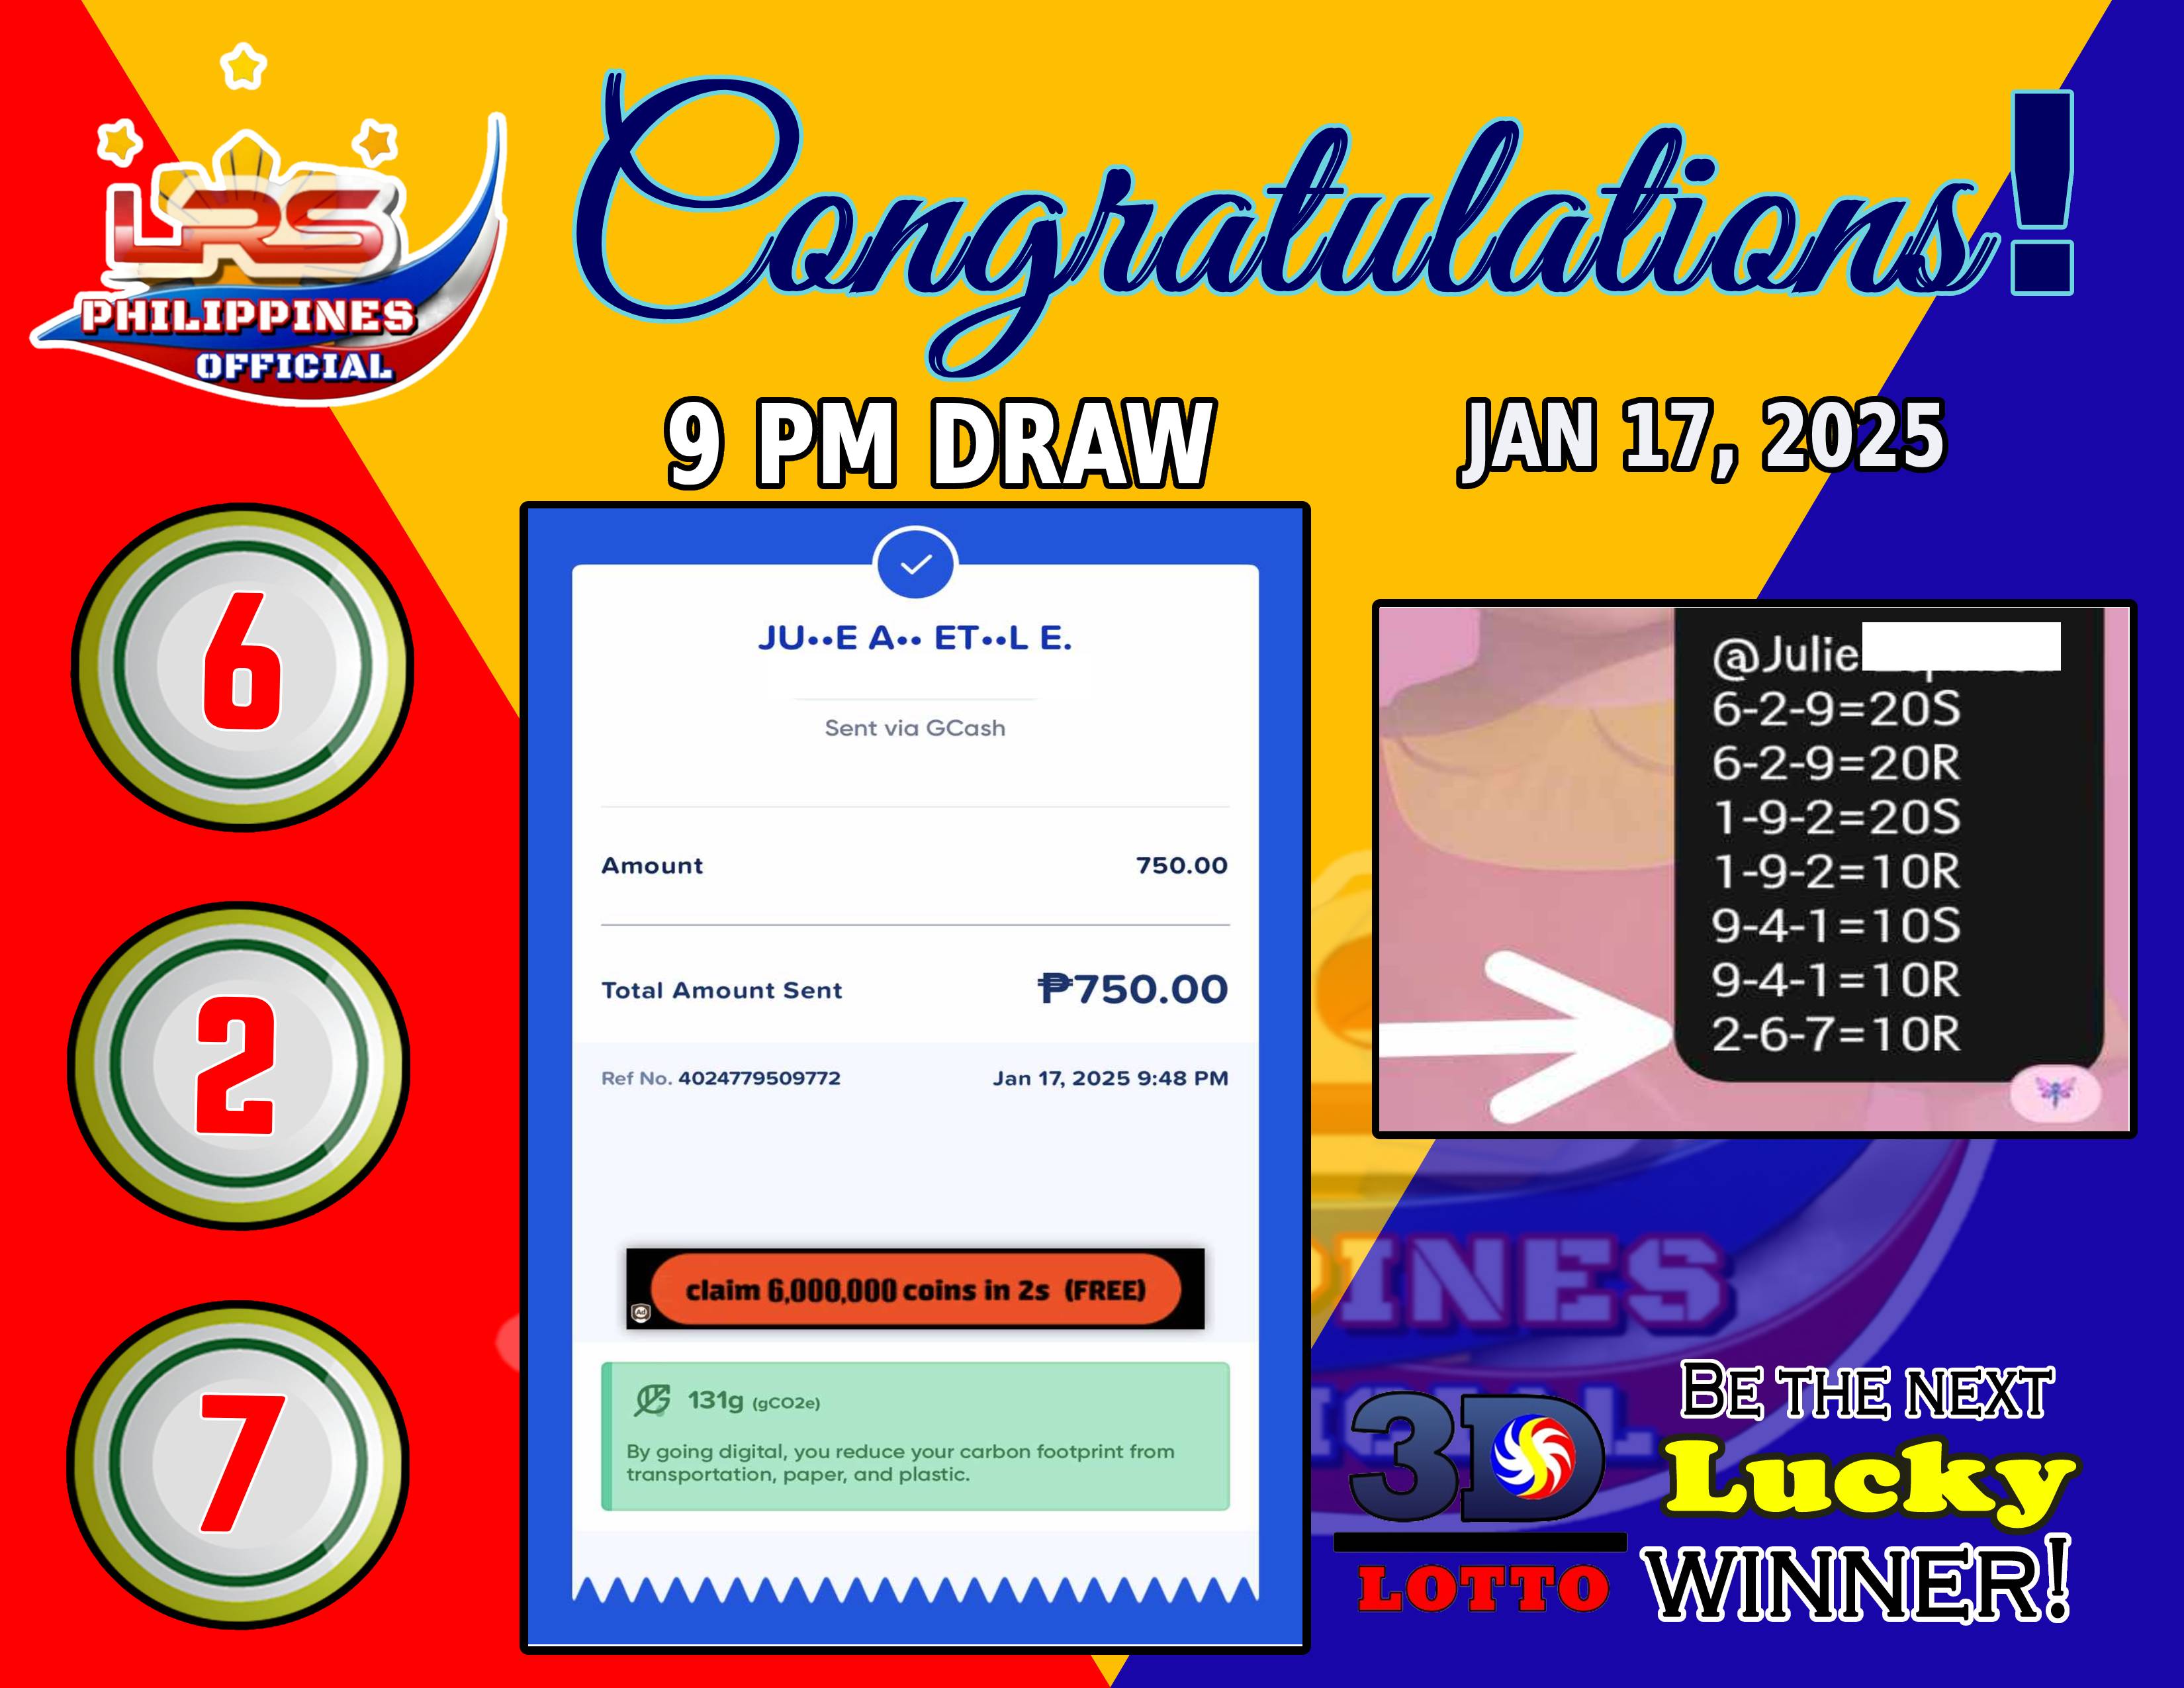 LRS
PHILIPPINES
OFFICIAL
Congratulations!
9 PM DRAW
JAN 17, 2025
6
2
7
JU••E A•• ET••L E.
Sent via GCash
Amount 750.00
Total Amount Sent ₱750.00
Ref No. 4024779509772 Jan 17, 2025 9:48 PM
claim 6,000,000 coins in 2s (FREE)
Ad
131g (gCO2e)
By going digital, you reduce your carbon footprint from
transportation, paper, and plastic.
@Julie
6-2-9=20S
6-2-9=20R
1-9-2=20S
1-9-2=10R
9-4-1=10S
9-4-1=10R
2-6-7=10R
PINES
3D
LOTTO
BE THE NEXT
Lucky
WINNER!